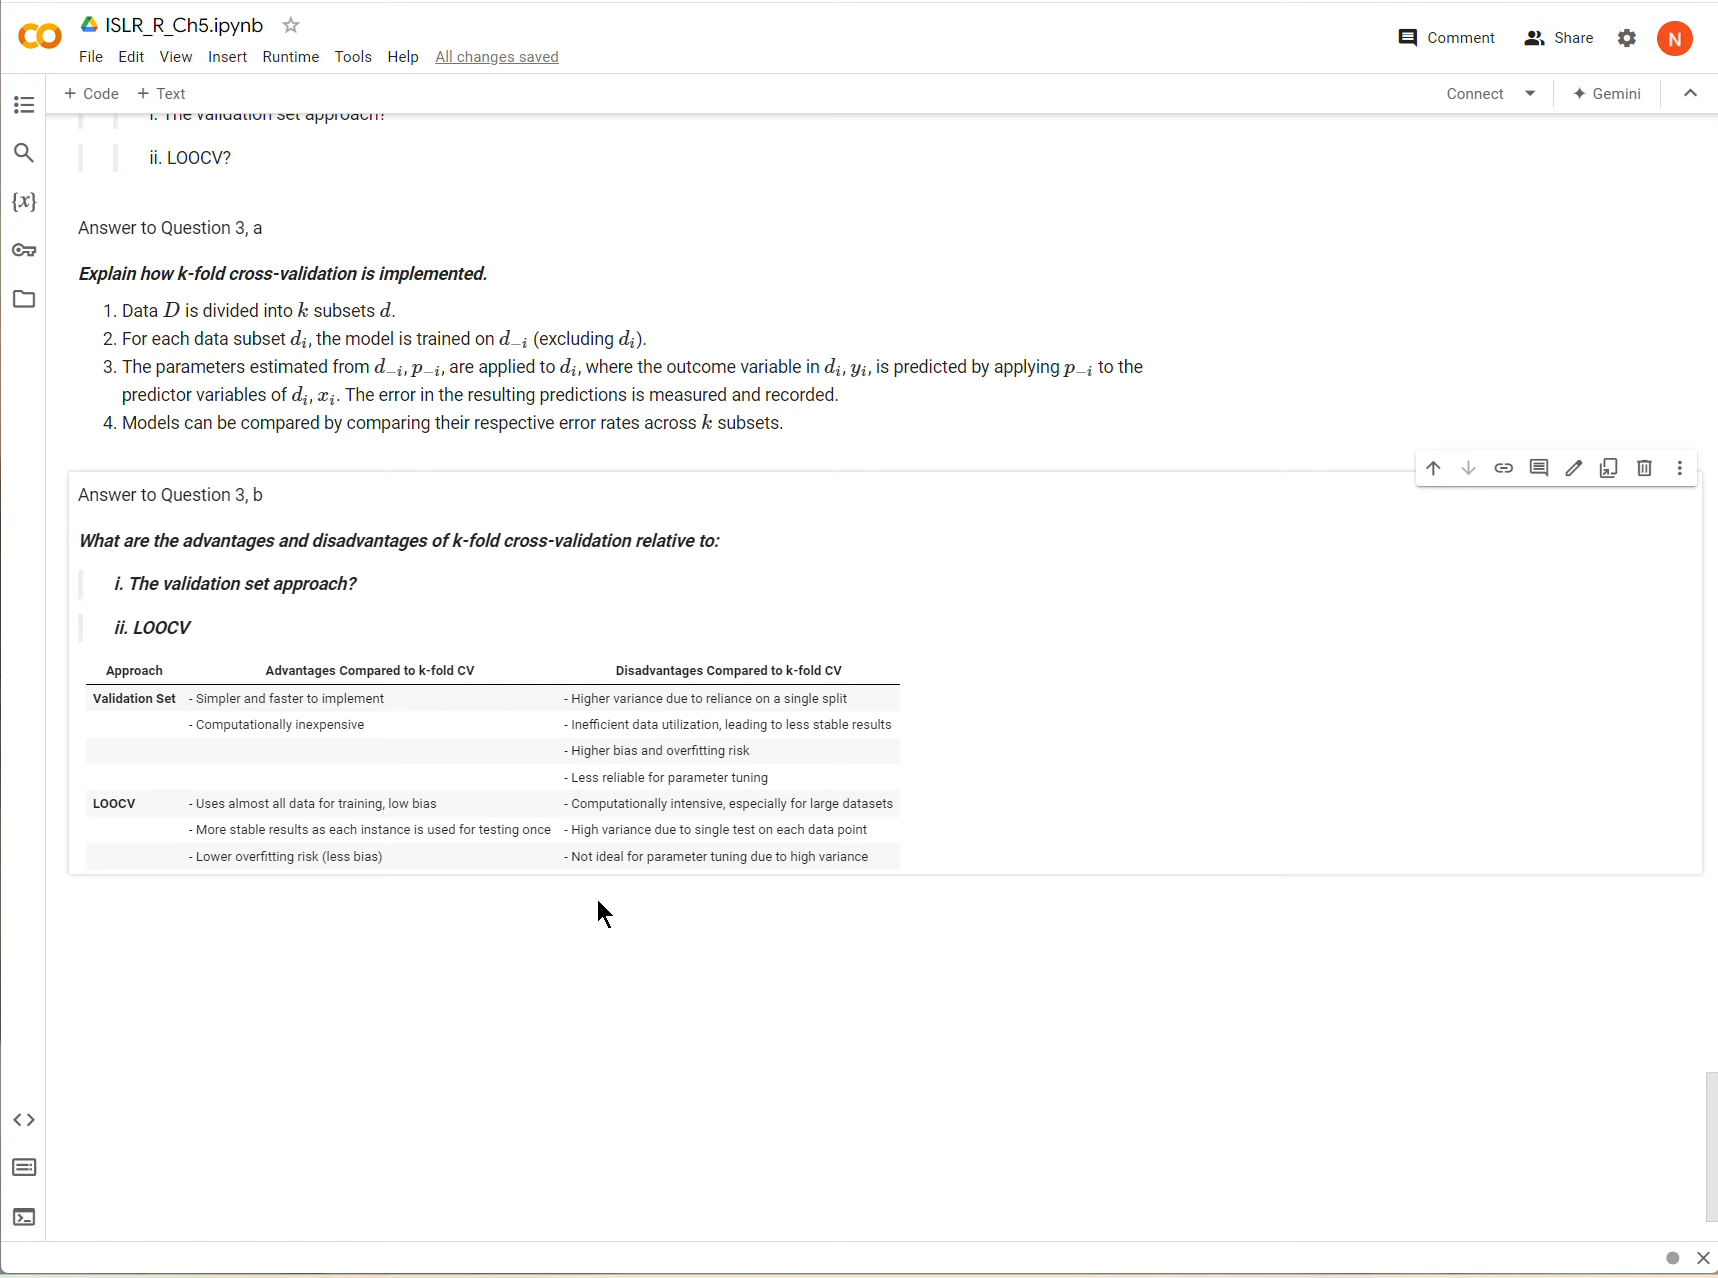 ISLR_R_Ch5.ipynb
File Edit View Insert Runtime Tools Help All changes saved
Comment Share N
+ Code + Text
Connect Gemini
i. The validation set approach?
ii. LOOCV?
{x}
Answer to Question 3, a
Explain how k-fold cross-validation is implemented.
1. Data D is divided into k subsets d.
2. For each data subset dᵢ, the model is trained on d₋ᵢ (excluding dᵢ).
3. The parameters estimated from d₋ᵢ, p₋ᵢ, are applied to dᵢ, where the outcome variable in dᵢ, yᵢ, is predicted by applying p₋ᵢ to the
predictor variables of dᵢ, xᵢ. The error in the resulting predictions is measured and recorded.
4. Models can be compared by comparing their respective error rates across k subsets.
Answer to Question 3, b
What are the advantages and disadvantages of k-fold cross-validation relative to:
i. The validation set approach?
ii. LOOCV
Approach Advantages Compared to k-fold CV Disadvantages Compared to k-fold CV
Validation Set - Simpler and faster to implement - Higher variance due to reliance on a single split
- Computationally inexpensive - Inefficient data utilization, leading to less stable results
- Higher bias and overfitting risk
- Less reliable for parameter tuning
LOOCV - Uses almost all data for training, low bias - Computationally intensive, especially for large datasets
- More stable results as each instance is used for testing once - High variance due to single test on each data point
- Lower overfitting risk (less bias) - Not ideal for parameter tuning due to high variance